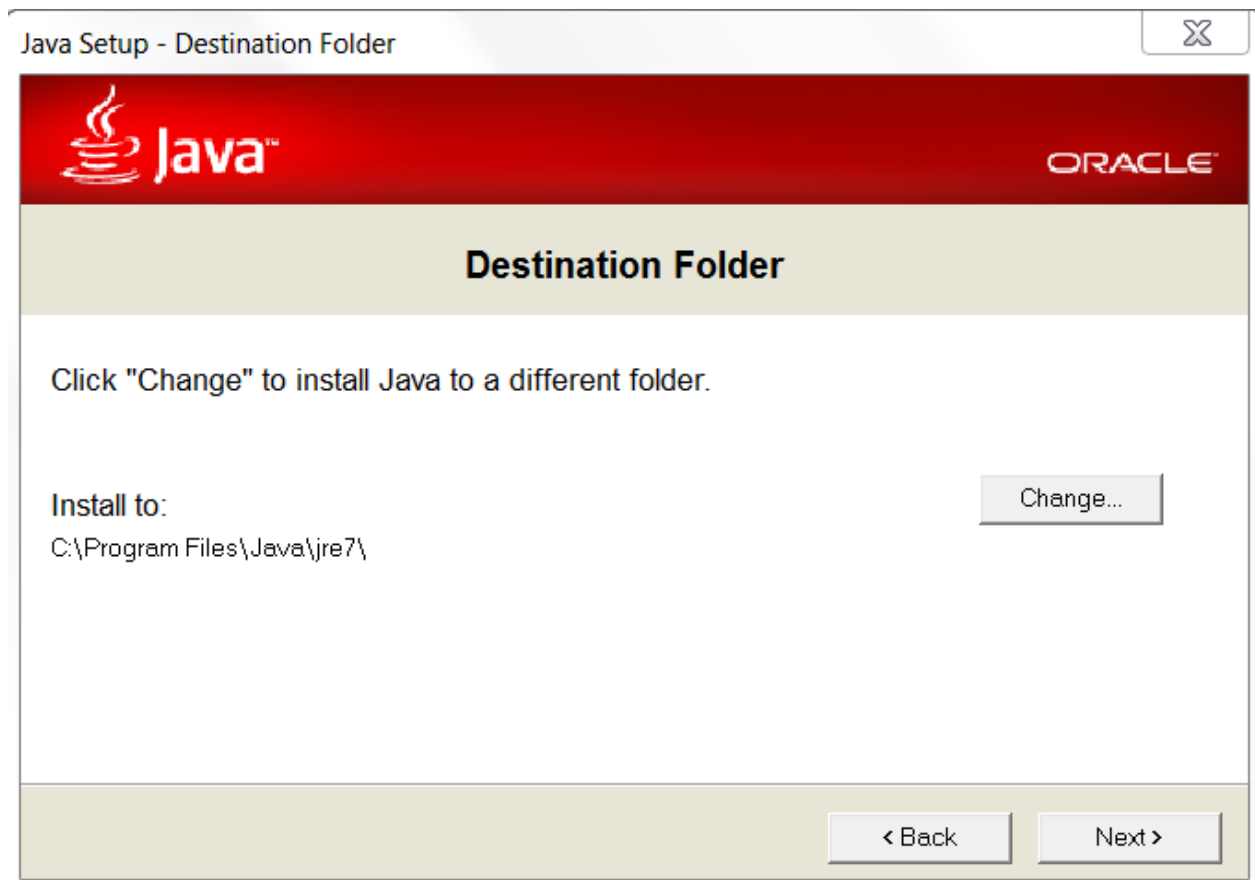 Java Setup - Destination Folder
Java™
ORACLE
Destination Folder
Click "Change" to install Java to a different folder.
Change...
Install to:
C:\Program Files\Java\jre7\
< Back
Next >